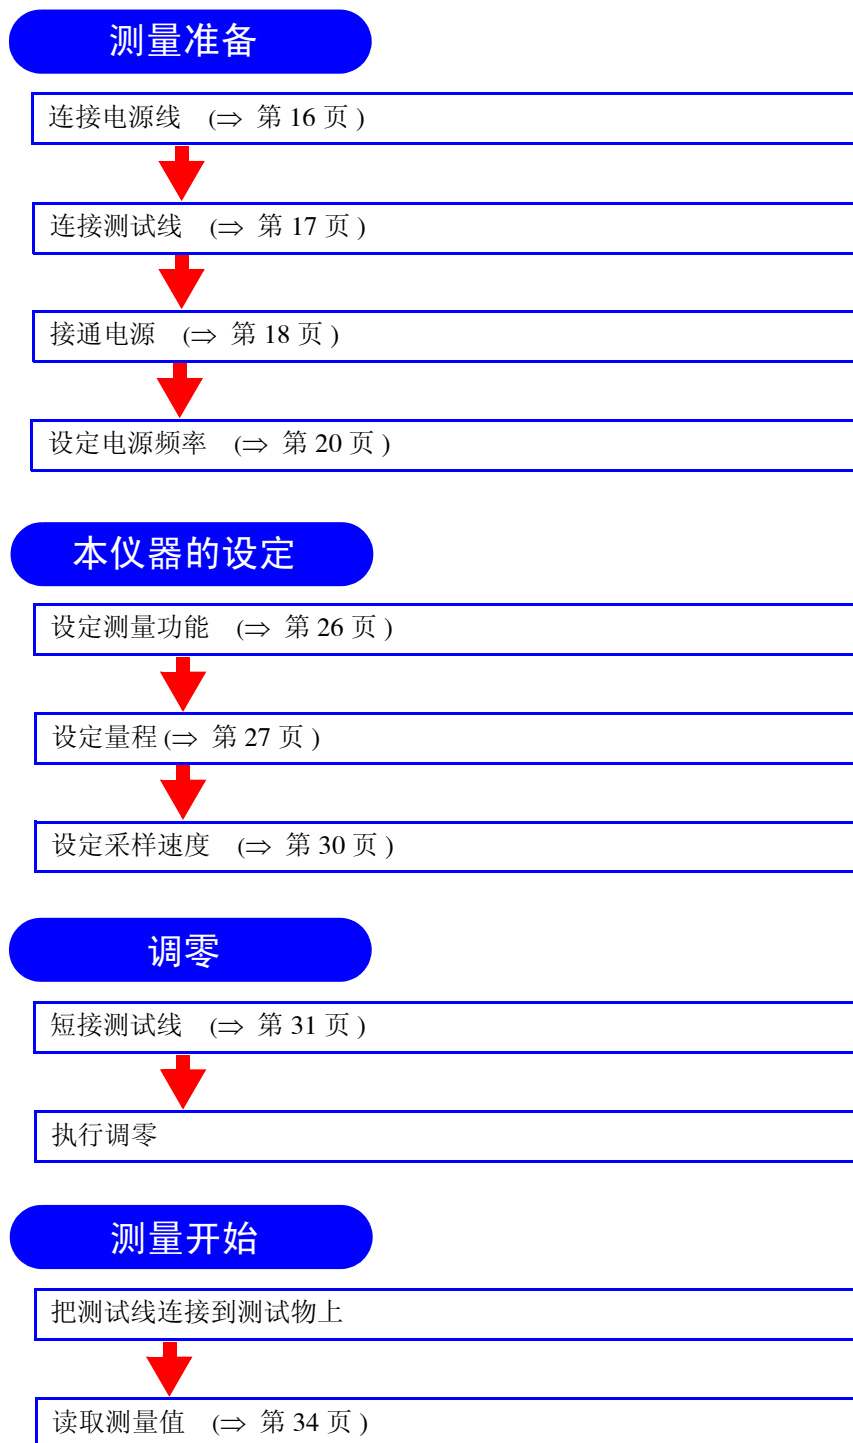 测量准备
连接电源线 (⇒ 第 16 页 )
连接测试线 (⇒ 第 17 页 )
接通电源 (⇒ 第 18 页 )
设定电源频率 (⇒ 第 20 页 )
本仪器的设定
设定测量功能 (⇒ 第 26 页 )
设定量程 (⇒ 第 27 页 )
设定采样速度 (⇒ 第 30 页 )
调零
短接测试线 (⇒ 第 31 页 )
执行调零
测量开始
把测试线连接到测试物上
读取测量值 (⇒ 第 34 页 )